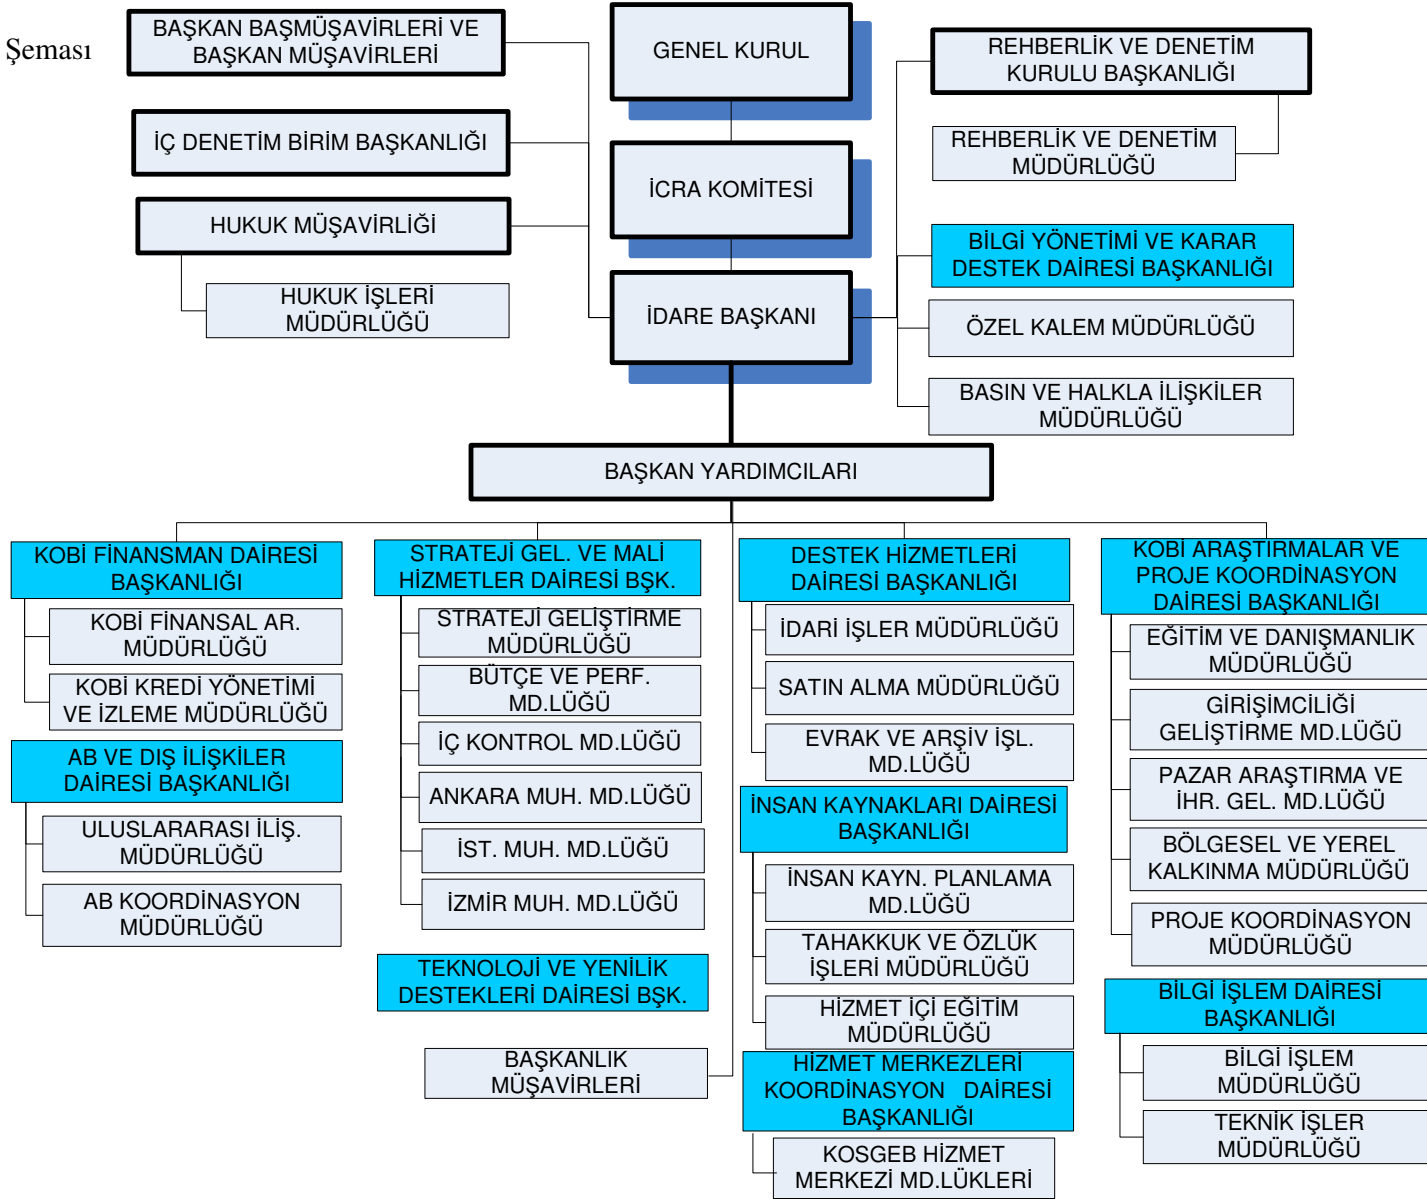 Şeması
BAŞKAN BAŞMÜŞAVİRLERİ VE
BAŞKAN MÜŞAVİRLERİ
GENEL KURUL
REHBERLİK VE DENETİM
KURULU BAŞKANLIĞI
İÇ DENETİM BİRİM BAŞKANLIĞI
İCRA KOMİTESİ
REHBERLİK VE DENETİM
MÜDÜRLÜĞÜ
HUKUK MÜŞAVİRLİĞİ
BİLGİ YÖNETİMİ VE KARAR
DESTEK DAİRESİ BAŞKANLIĞI
HUKUK İŞLERİ
MÜDÜRLÜĞÜ
İDARE BAŞKANI
ÖZEL KALEM MÜDÜRLÜĞÜ
BASIN VE HALKLA İLİŞKİLER
MÜDÜRLÜĞÜ
BAŞKAN YARDIMCILARI
KOBİ FİNANSMAN DAİRESİ
BAŞKANLIĞI
KOBİ FİNANSAL AR.
MÜDÜRLÜĞÜ
KOBİ KREDİ YÖNETİMİ
VE İZLEME MÜDÜRLÜĞÜ
AB VE DIŞ İLİŞKİLER
DAİRESİ BAŞKANLIĞI
ULUSLARARASI İLİŞ.
MÜDÜRLÜĞÜ
AB KOORDİNASYON
MÜDÜRLÜĞÜ
STRATEJİ GEL. VE MALİ
HİZMETLER DAİRESİ BŞK.
STRATEJİ GELİŞTİRME
MÜDÜRLÜĞÜ
BÜTÇE VE PERF.
MD.LÜĞÜ
İÇ KONTROL MD.LÜĞÜ
ANKARA MUH. MD.LÜĞÜ
İST. MUH. MD.LÜĞÜ
İZMİR MUH. MD.LÜĞÜ
TEKNOLOJİ VE YENİLİK
DESTEKLERİ DAİRESİ BŞK.
BAŞKANLIK
MÜŞAVİRLERİ
DESTEK HİZMETLERİ
DAİRESİ BAŞKANLIĞI
İDARİ İŞLER MÜDÜRLÜĞÜ
SATIN ALMA MÜDÜRLÜĞÜ
EVRAK VE ARŞİV İŞL.
MD.LÜĞÜ
İNSAN KAYNAKLARI DAİRESİ
BAŞKANLIĞI
İNSAN KAYN. PLANLAMA
MD.LÜĞÜ
TAHAKKUK VE ÖZLÜK
İŞLERİ MÜDÜRLÜĞÜ
HİZMET İÇİ EĞİTİM
MÜDÜRLÜĞÜ
HİZMET MERKEZLERİ
KOORDİNASYON DAİRESİ
BAŞKANLIĞI
KOSGEB HİZMET
MERKEZİ MD.LÜKLERİ
KOBİ ARAŞTIRMALAR VE
PROJE KOORDİNASYON
DAİRESİ BAŞKANLIĞI
EĞİTİM VE DANIŞMANLIK
MÜDÜRLÜĞÜ
GİRİŞİMCİLİĞİ
GELİŞTİRME MD.LÜĞÜ
PAZAR ARAŞTIRMA VE
İHR. GEL. MD.LÜĞÜ
BÖLGESEL VE YEREL
KALKINMA MÜDÜRLÜĞÜ
PROJE KOORDİNASYON
MÜDÜRLÜĞÜ
BİLGİ İŞLEM DAİRESİ
BAŞKANLIĞI
BİLGİ İŞLEM
MÜDÜRLÜĞÜ
TEKNİK İŞLER
MÜDÜRLÜĞÜ